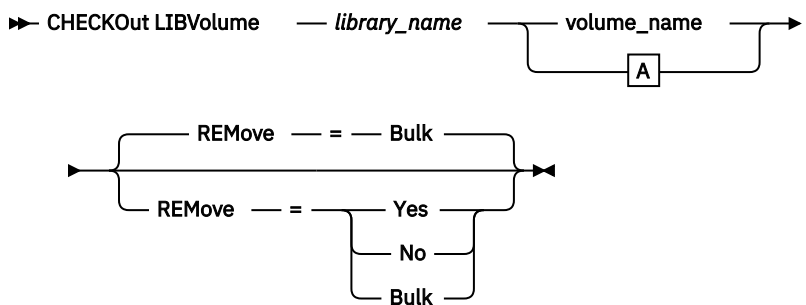 CHECKOut LIBVolume library_name volume_name
A
REMove = Bulk
REMove = Yes
No
Bulk